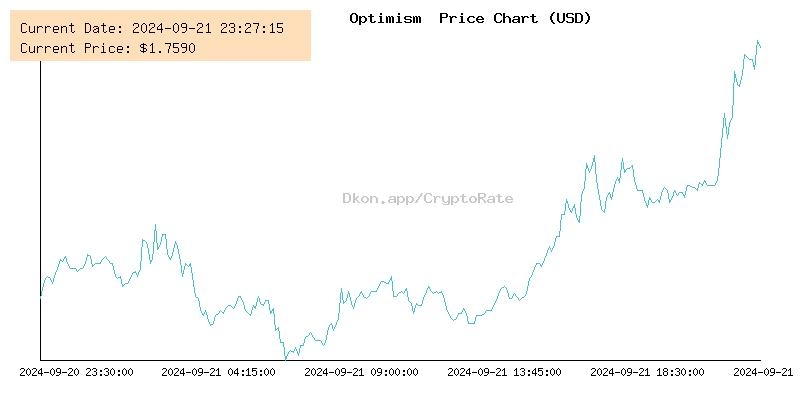 Optimism  Price Chart (USD)
Current Date: 2024-09-21 23:27:15
Current Price: $1.7590
Dkon.app/CryptoRate
2024-09-20 23:30:00 2024-09-21 04:15:00 2024-09-21 09:00:00 2024-09-21 13:45:00 2024-09-21 18:30:00 2024-09-21